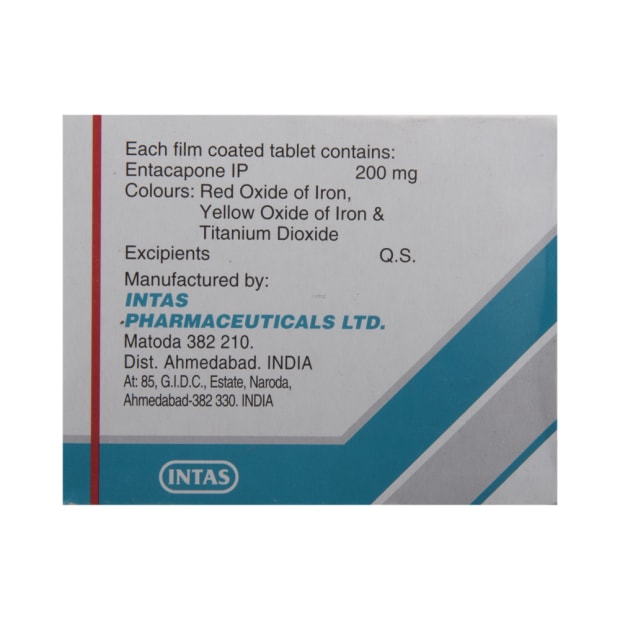 Each film coated tablet contains:
Entacapone IP 200 mg
Colours: Red Oxide of Iron,
Yellow Oxide of Iron &
Titanium Dioxide
Excipients Q.S.
Manufactured by:
INTAS
PHARMACEUTICALS LTD.
Matoda 382 210.
Dist. Ahmedabad. INDIA
At: 85, G.I.D.C., Estate, Naroda,
Ahmedabad-382 330. INDIA
INTAS